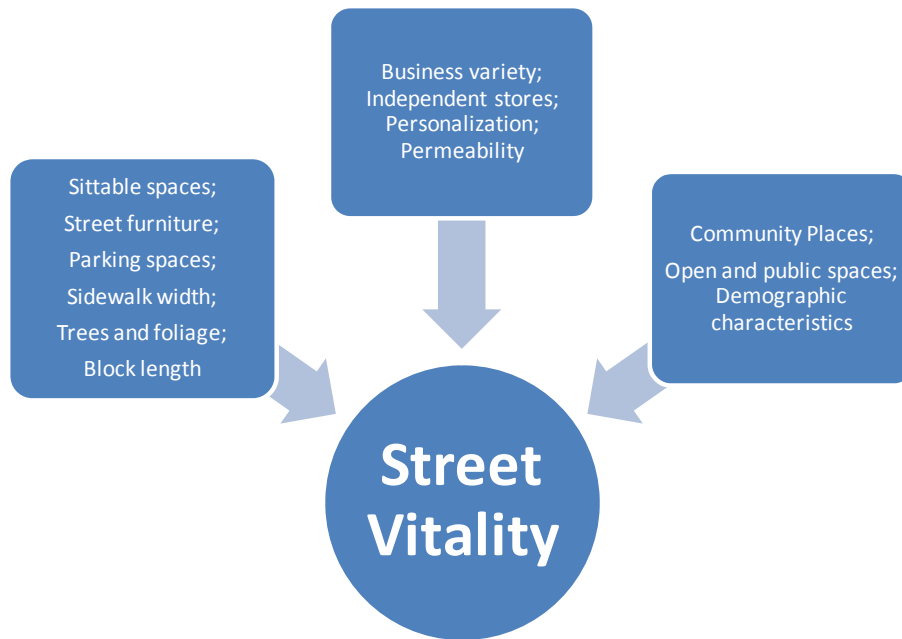 Business variety;
Independent stores;
Personalization;
Permeability
Sittable spaces;
Street furniture;
Parking spaces;
Sidewalk width;
Trees and foliage;
Block length
Community Places;
Open and public spaces;
Demographic
characteristics
Street
Vitality